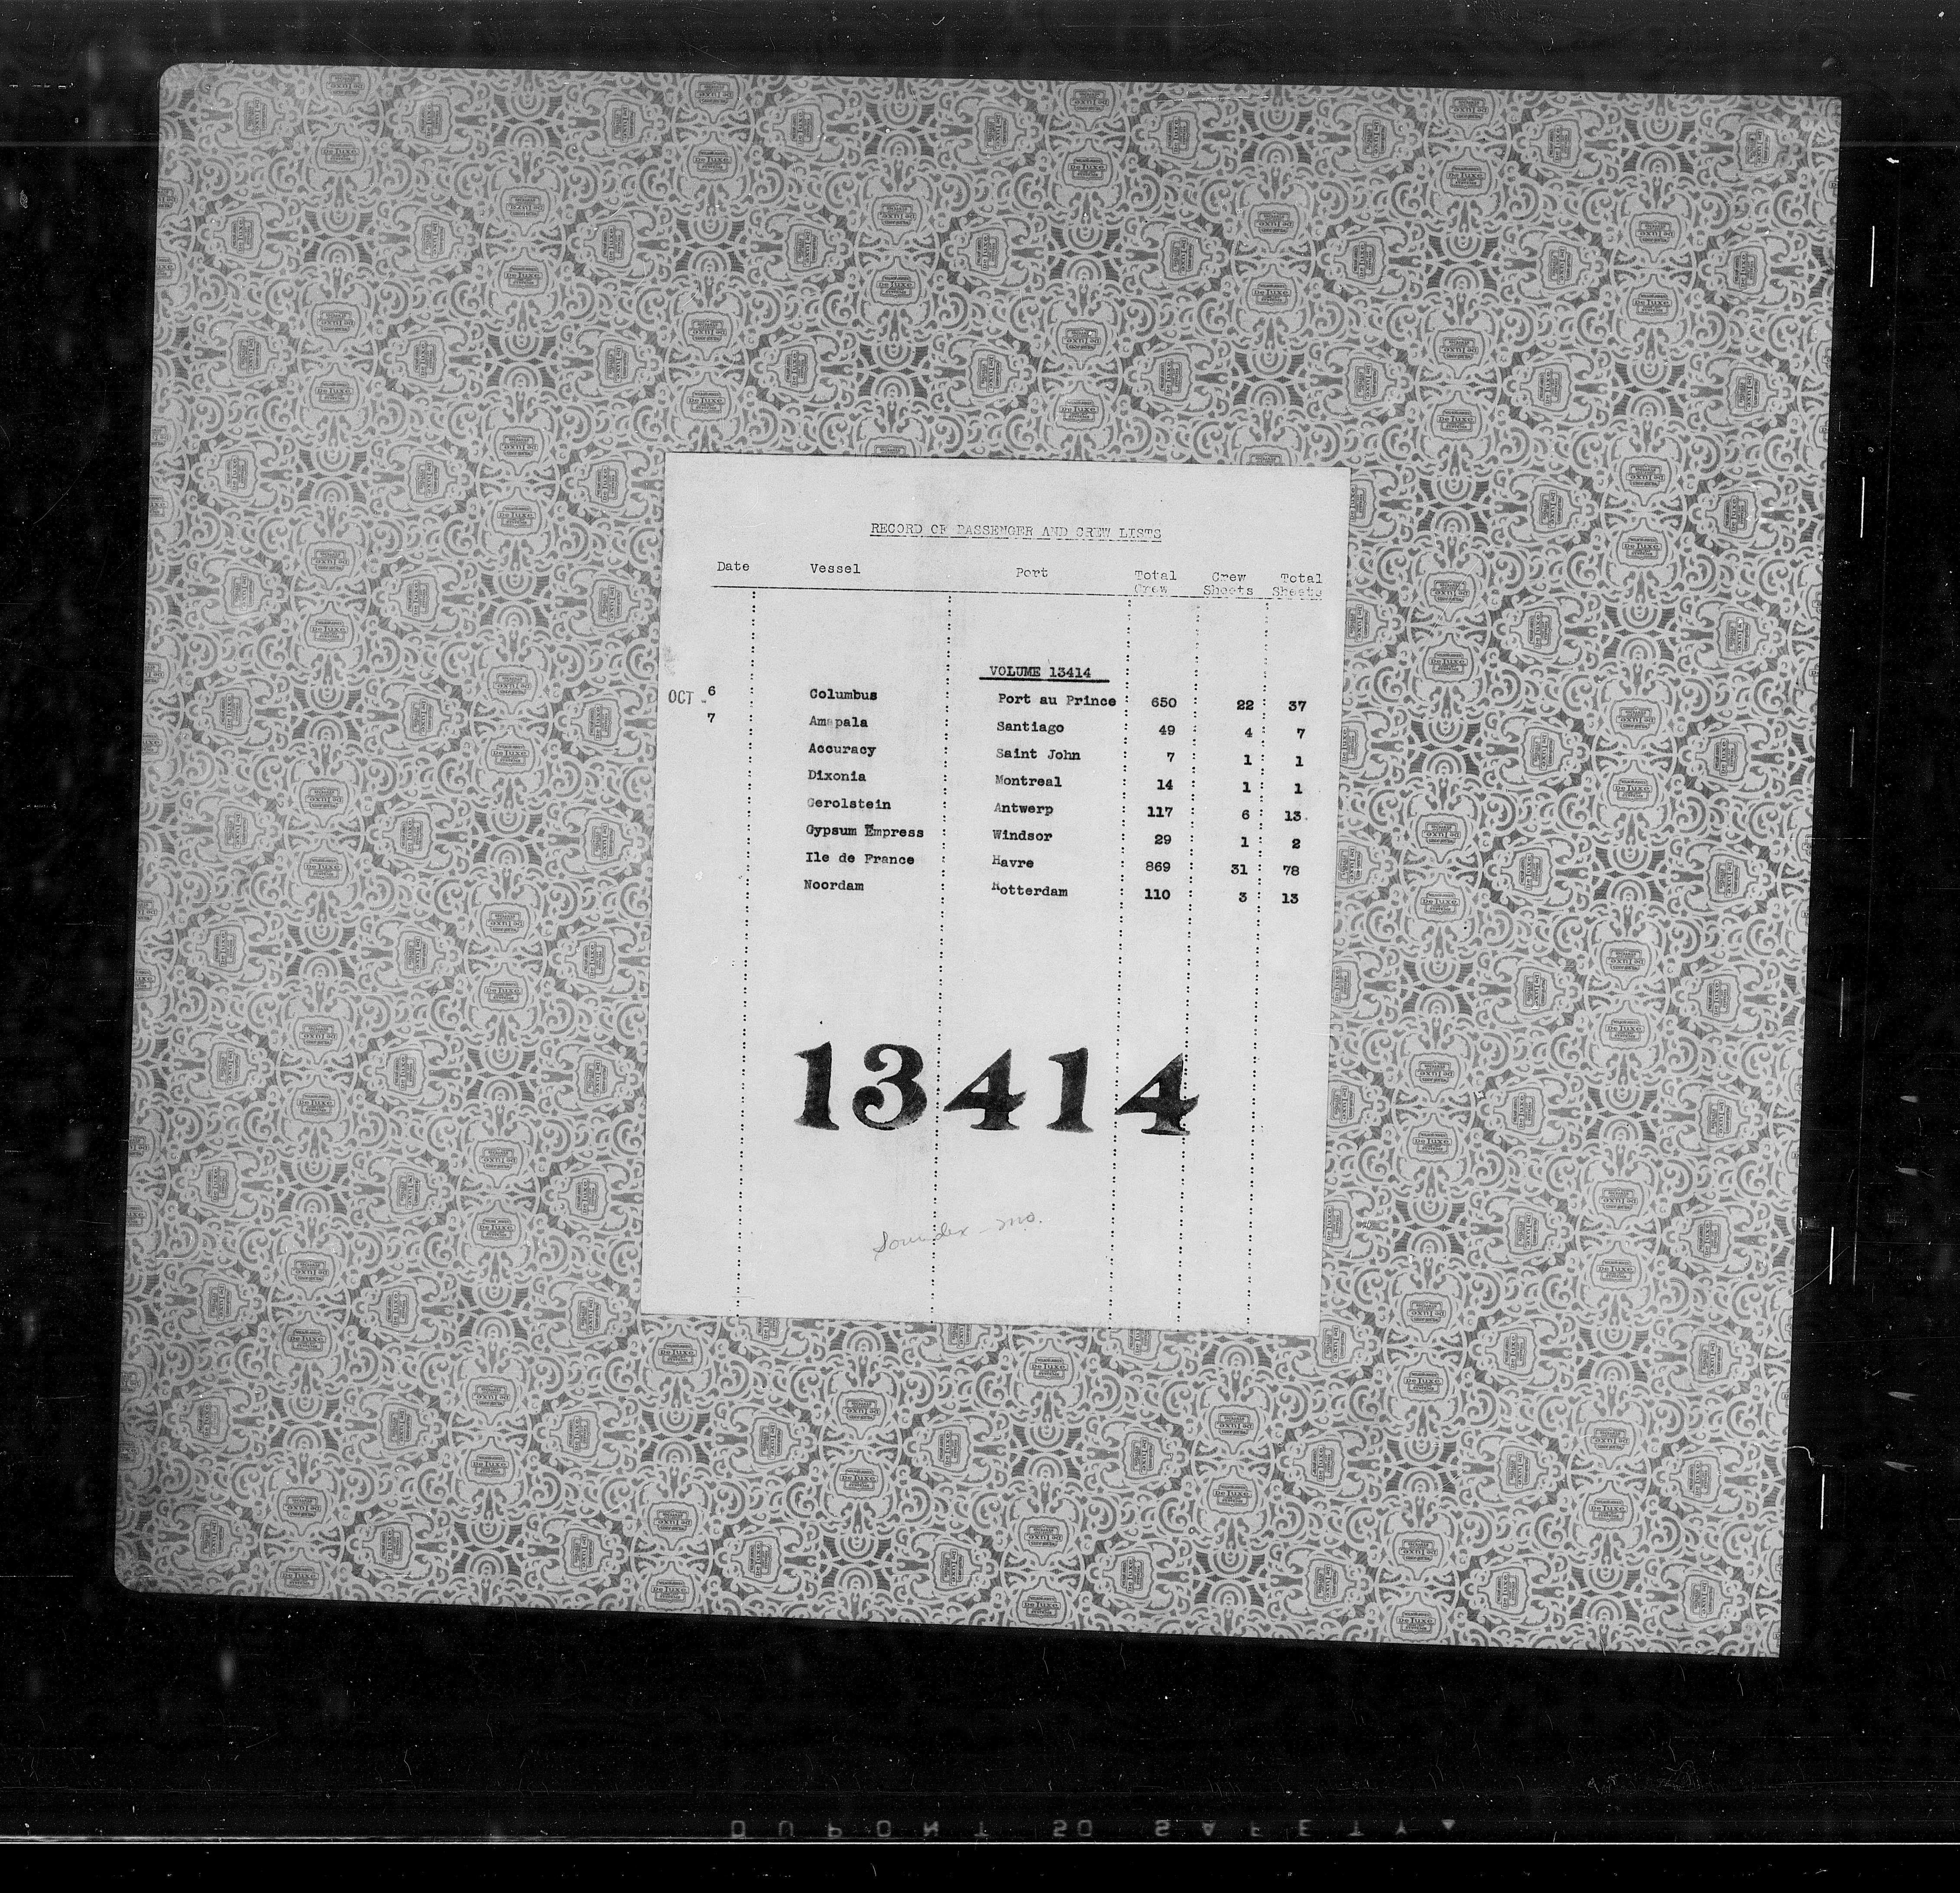 RECORD OF PASSENGER AND CREW LISTS
Date Vessel Port Total Crew Crew Sheets Total Sheets
VOLUME 13414
OCT 6 Columbus Port au Prince 650 22 37
7 Amapala Santiago 49 4 7
Accuracy Saint John 7 1 1
Dixonia Montreal 14 1 1
Gerolstein Antwerp 117 6 13
Gypsum Empress Windsor 29 1 2
Ile de France Havre 869 31 78
Noordam Rotterdam 110 3 13
13414
Soundex - mo.
DUPONT 50 SAFETY